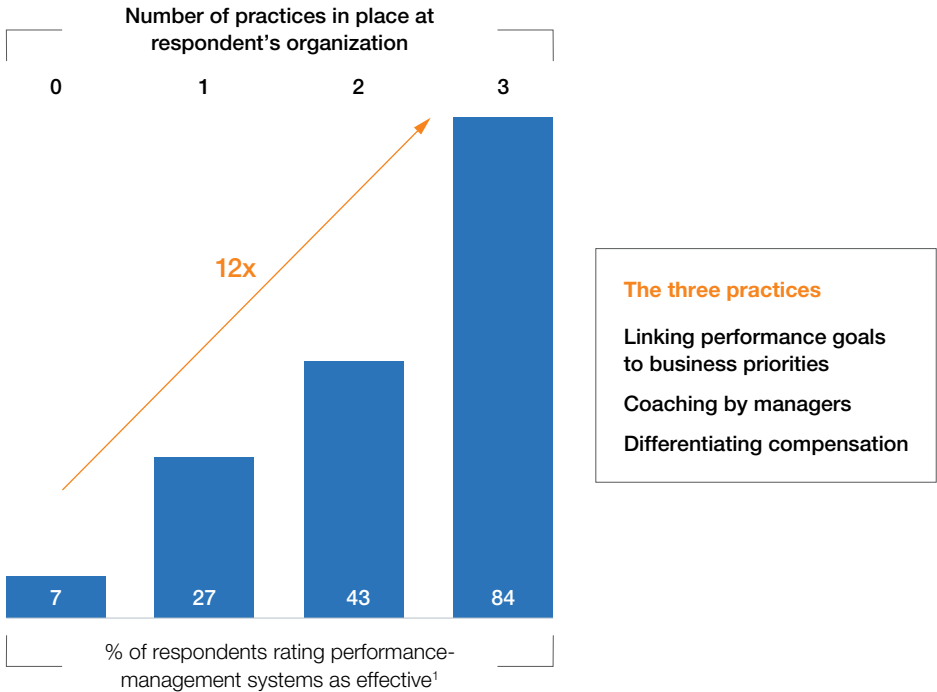 Number of practices in place at
respondent’s organization
0 1 2 3
12x
7 27 43 84
% of respondents rating performance-
management systems as effective¹
The three practices
Linking performance goals
to business priorities
Coaching by managers
Differentiating compensation